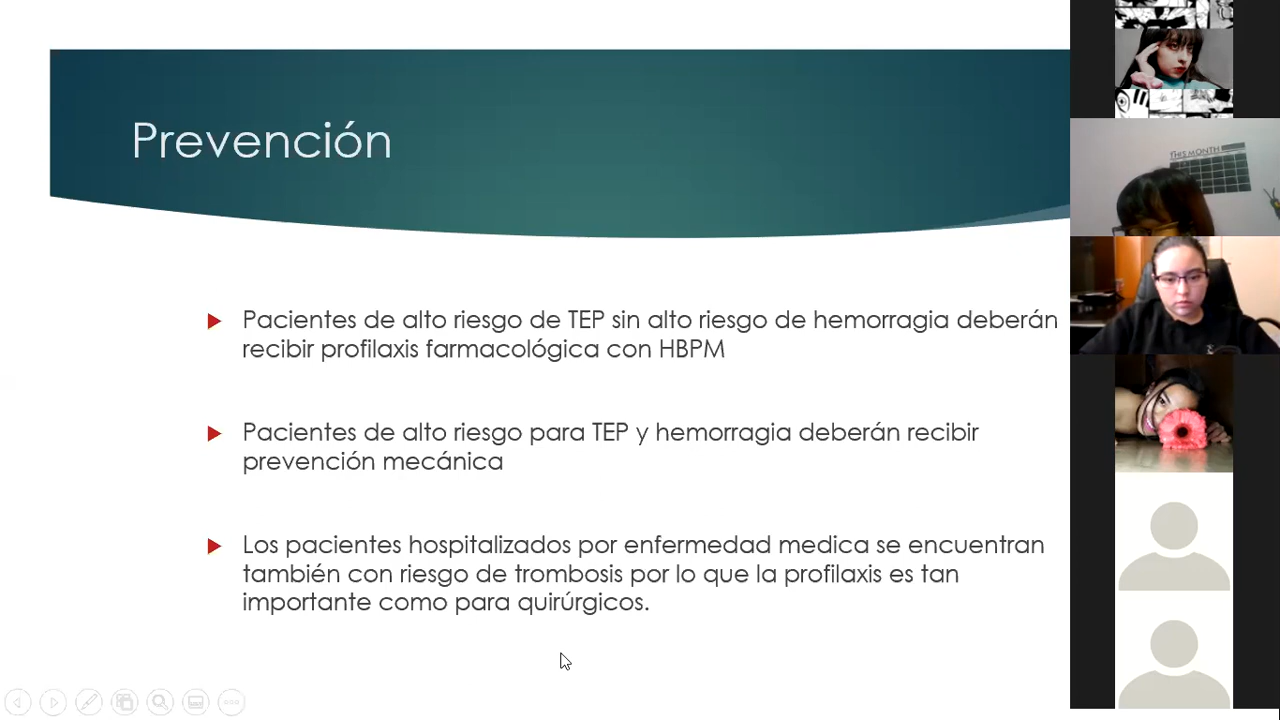 Prevención
Pacientes de alto riesgo de TEP sin alto riesgo de hemorragia deberán
recibir profilaxis farmacológica con HBPM
Pacientes de alto riesgo para TEP y hemorragia deberán recibir
prevención mecánica
Los pacientes hospitalizados por enfermedad medica se encuentran
también con riesgo de trombosis por lo que la profilaxis es tan
importante como para quirúrgicos.
THIS MONTH